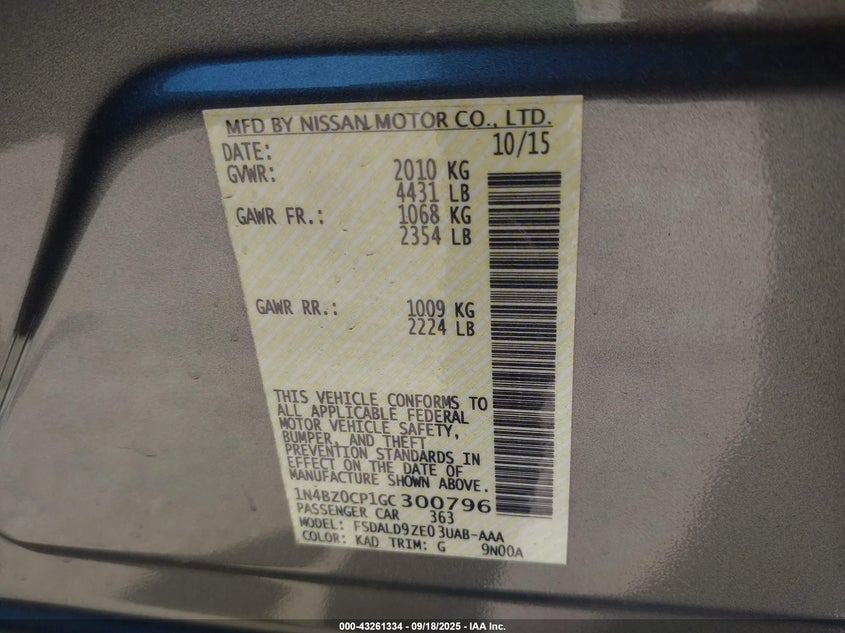 MFD BY NISSAN MOTOR CO., LTD.
DATE: 10/15
GVWR: 2010 KG
4431 LB
GAWR FR.: 1068 KG
2354 LB
GAWR RR.: 1009 KG
2224 LB
THIS VEHICLE CONFORMS TO
ALL APPLICABLE FEDERAL
MOTOR VEHICLE SAFETY,
BUMPER, AND THEFT
PREVENTION STANDARDS IN
EFFECT ON THE DATE OF
MANUFACTURE SHOWN ABOVE.
1N4BZ0CP1GC300796
PASSENGER CAR 363
MODEL: FSDALD9ZE03UAB-AAA
COLOR: KAD TRIM: G 9N00A
000-43261334 - 09/18/2025 - IAA Inc.